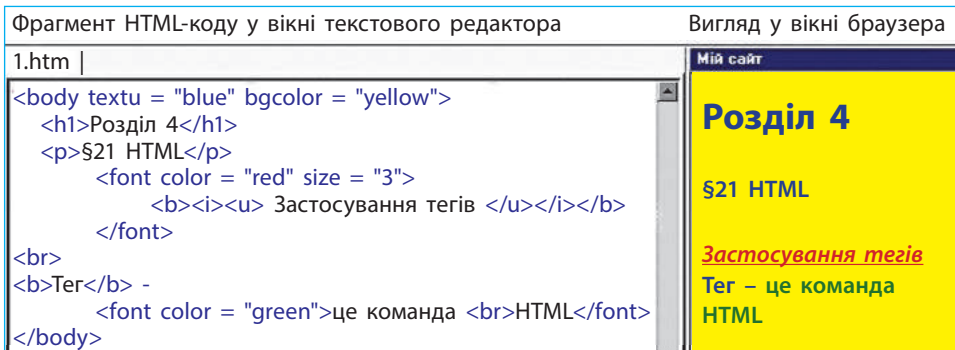 Фрагмент HTML-коду у вікні текстового редактора
Вигляд у вікні браузера
1.htm |
<body textu = "blue" bgcolor = "yellow">
<h1>Розділ 4</h1>
<p>§21 HTML</p>
<font color = "red" size = "3">
<b><i><u> Застосування тегів </u></i></b>
</font>
<br>
<b>Тег</b> -
<font color = "green">це команда <br>HTML</font>
</body>
Мій сайт
Розділ 4
§21 HTML
Застосування тегів
Тег – це команда
HTML